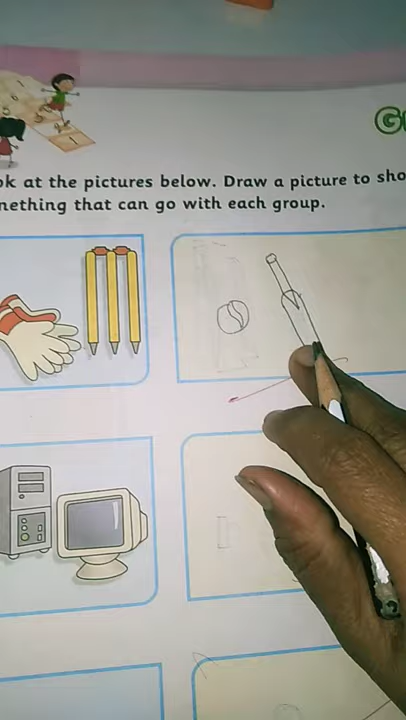 ok at the pictures below. Draw a picture to sho
mething that can go with each group.